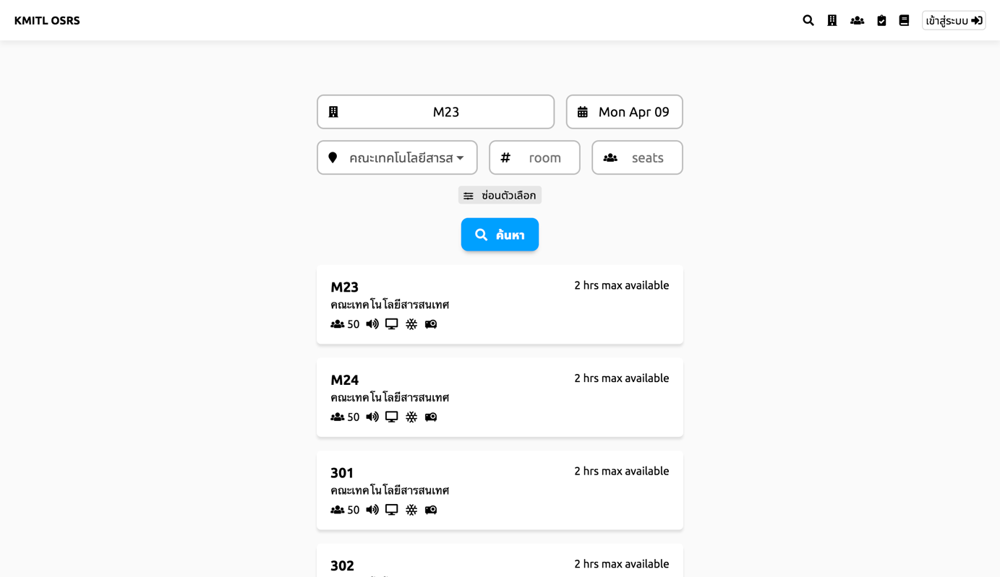 KMITL OSRS
เข้าสู่ระบบ
M23
Mon Apr 09
คณะเทคโนโลยีสารส
# room
seats
ซ่อนตัวเลือก
ค้นหา
M23
2 hrs max available
คณะเทคโนโลยีสารสนเทศ
50
M24
2 hrs max available
คณะเทคโนโลยีสารสนเทศ
50
301
2 hrs max available
คณะเทคโนโลยีสารสนเทศ
50
302
2 hrs max available